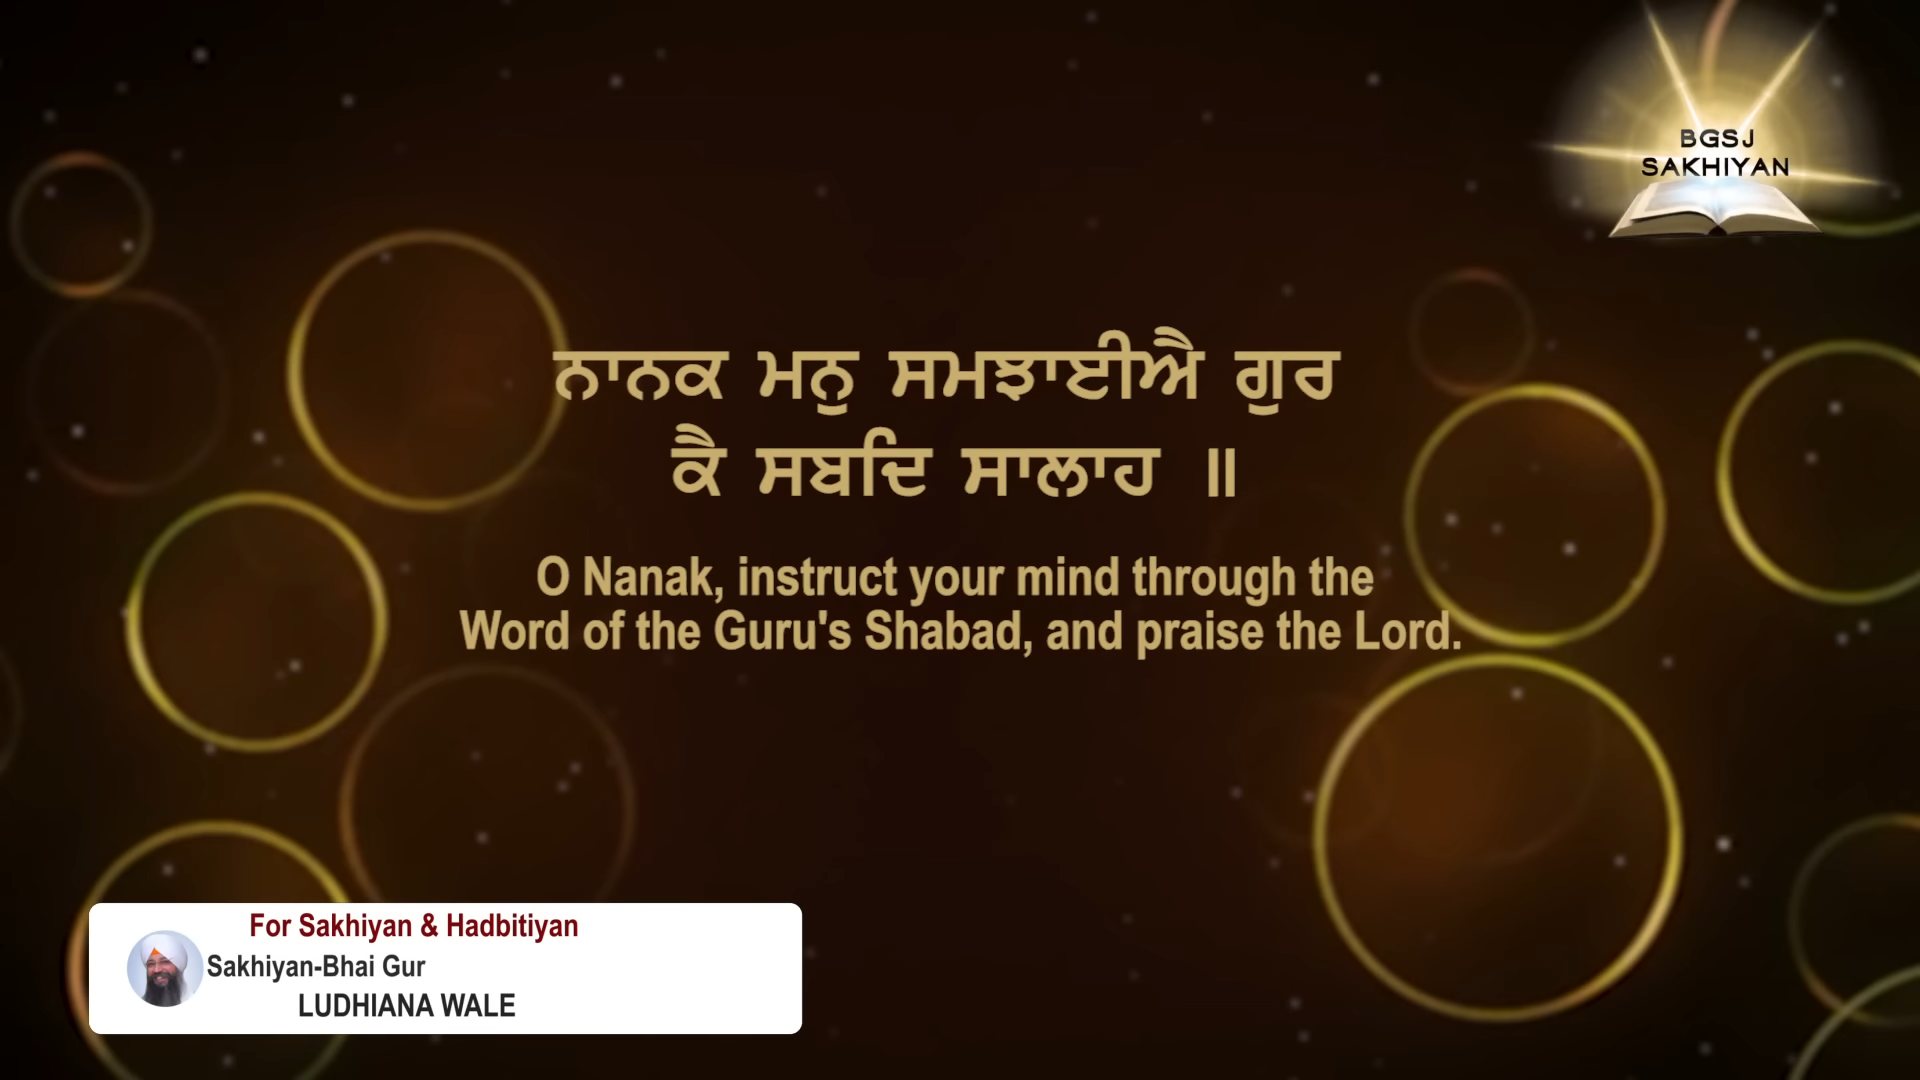 BGSJ
SAKHIYAN
ਨਾਨਕ ਮਨੁ ਸਮਝਾਈਐ ਗੁਰ
ਕੈ ਸਬਦਿ ਸਾਲਾਹ ॥
O Nanak, instruct your mind through the
Word of the Guru's Shabad, and praise the Lord.
For Sakhiyan & Hadbitiyan
Sakhiyan-Bhai Gur
LUDHIANA WALE